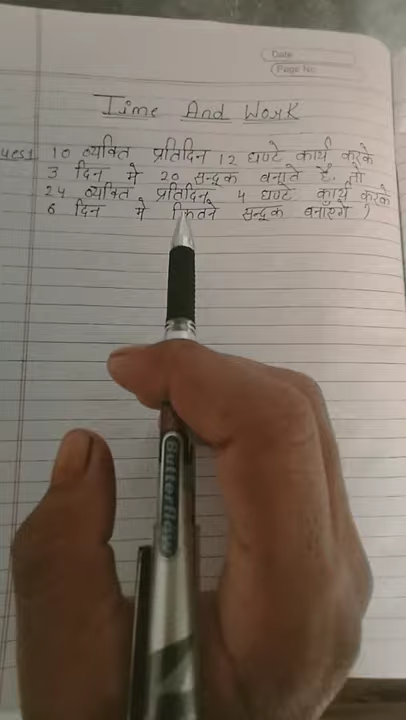 Date
Page No.
Time And Work
ques1 10 व्यक्ति प्रतिदिन 12 घण्टे कार्य करके
3 दिन मे 20 सन्दूक बनाते हैं, तो
24 व्यक्ति प्रतिदिन, 4 घण्टे कार्य करके
6 दिन मे कितने सन्दूक बनाएंगे ?
Butterflow